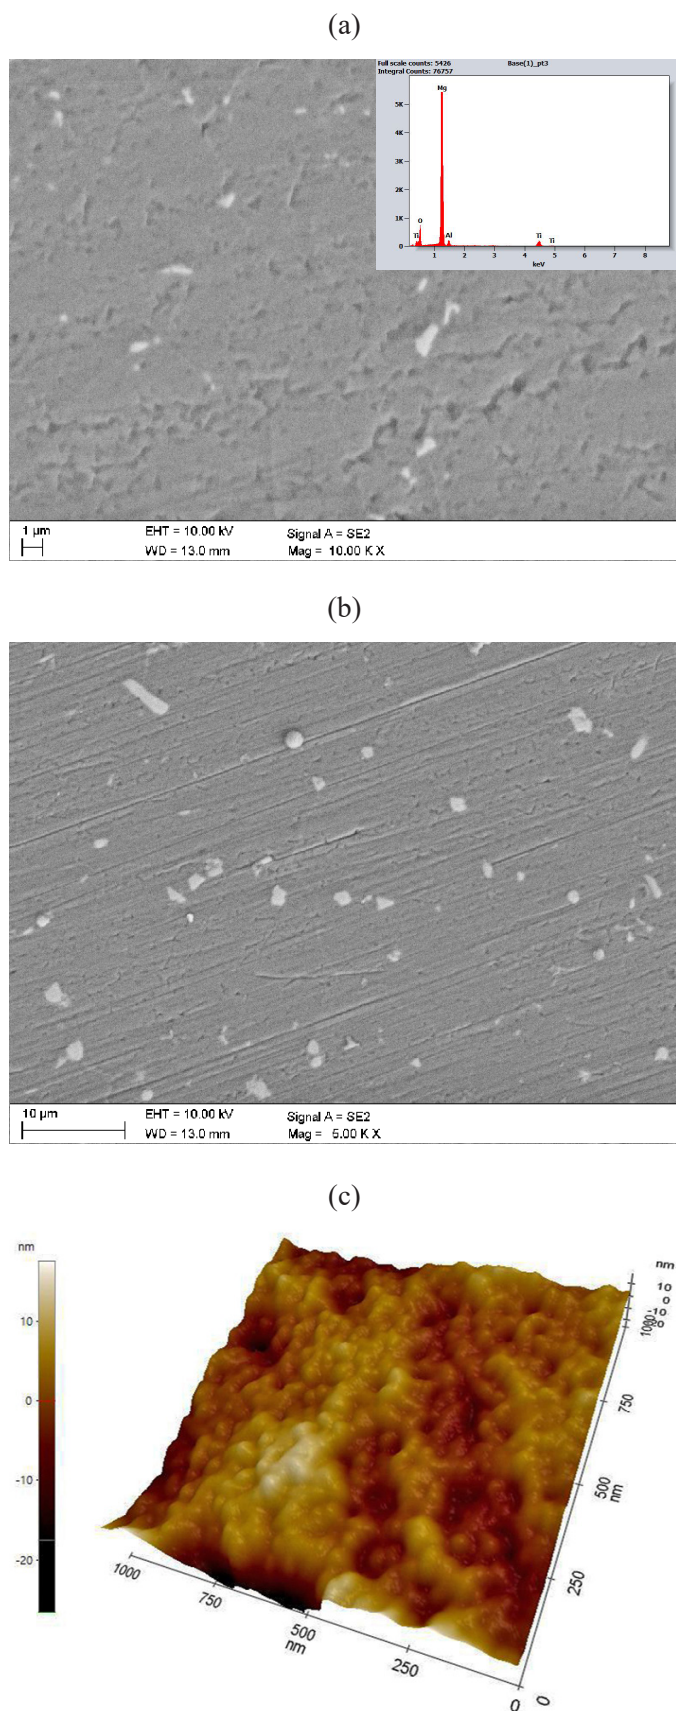 (a)
Full scale counts: 5426 Base(1)_pt3
Integral Counts: 76757
Mg
5K
4K
3K
2K
1K
0
Ti O Al Ti Ti
1 2 3 4 5 6 7 8
keV
1 µm EHT = 10.00 kV Signal A = SE2
WD = 13.0 mm Mag = 10.00 K X
(b)
10 µm EHT = 10.00 kV Signal A = SE2
WD = 13.0 mm Mag = 5.00 K X
(c)
nm
10
0
-10
-20
nm
10
0
-10
1000
750
500
nm
250
0
1000
750
500
nm
250
0